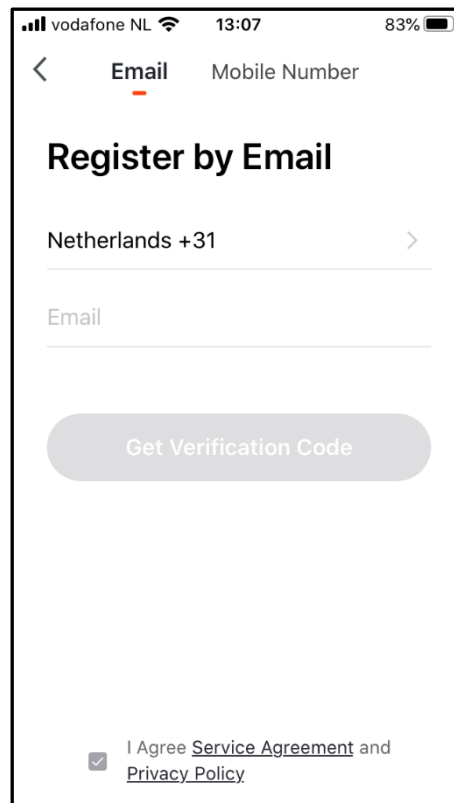 vodafone NL 13:07 83%
Email Mobile Number
Register by Email
Netherlands +31
Email
Get Verification Code
I Agree Service Agreement and
Privacy Policy